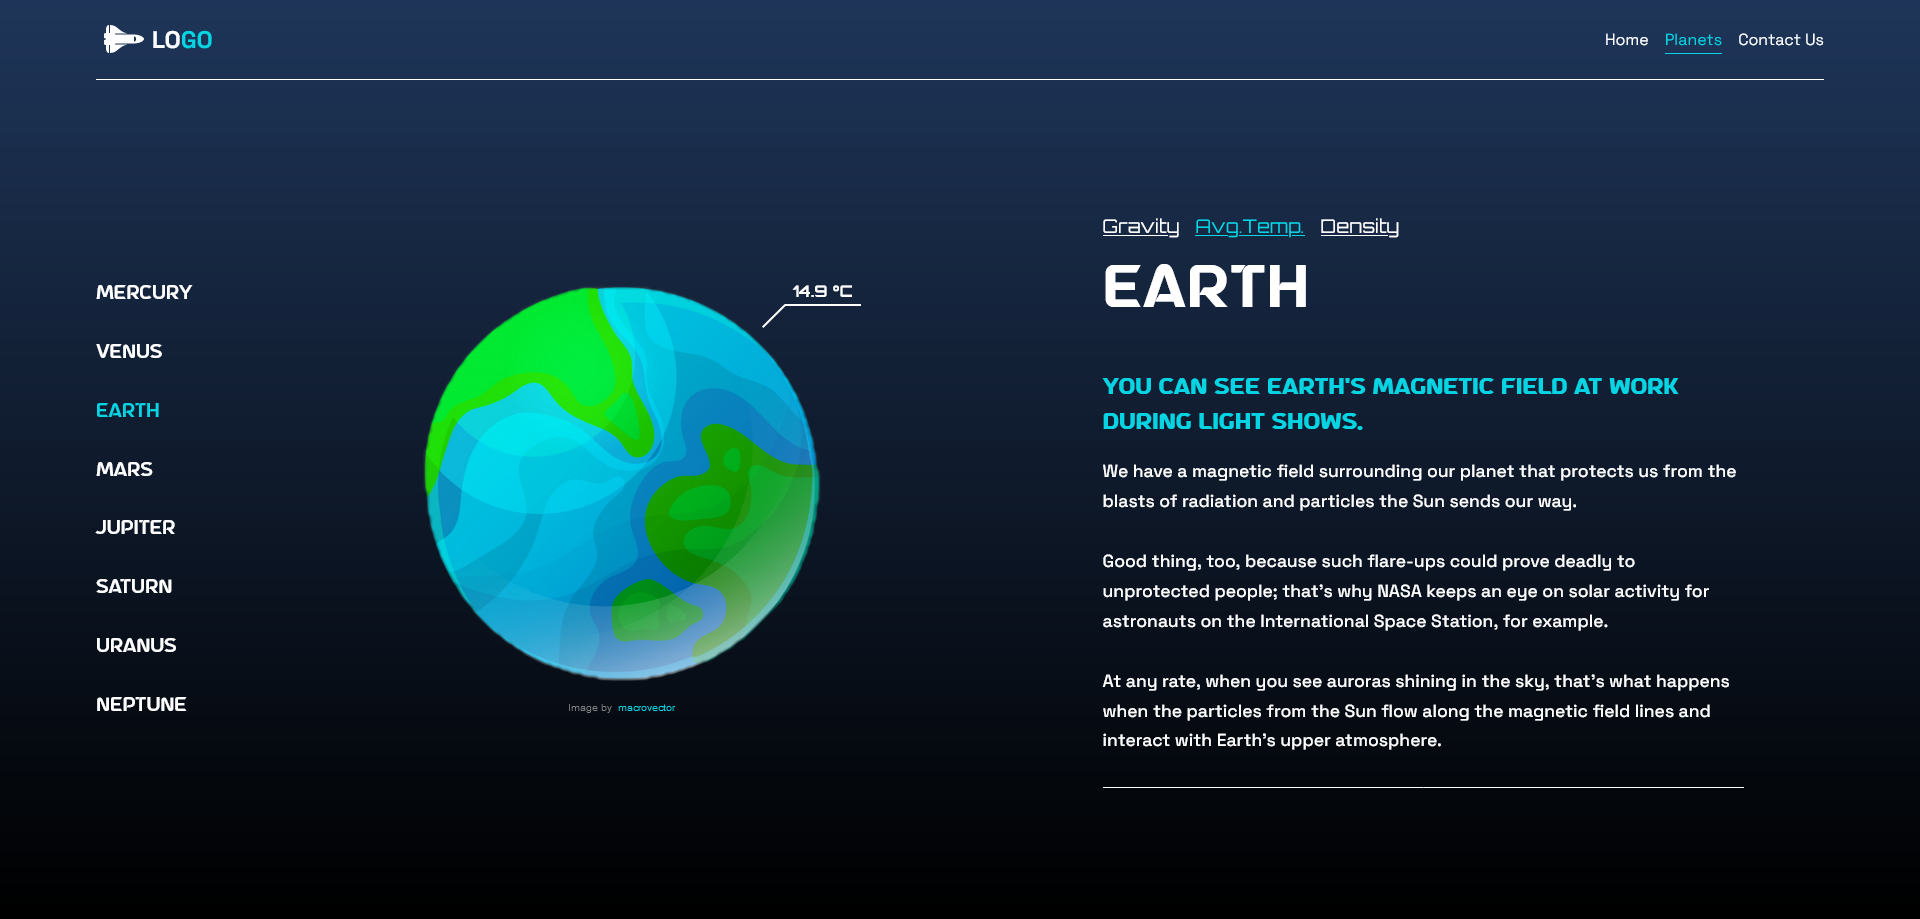 LOGO
Home Planets Contact Us
MERCURY
VENUS
EARTH
MARS
JUPITER
SATURN
URANUS
NEPTUNE
14.9 °C
Image by macrovector
Gravity Avg.Temp. Density
EARTH
YOU CAN SEE EARTH'S MAGNETIC FIELD AT WORK
DURING LIGHT SHOWS.
We have a magnetic field surrounding our planet that protects us from the
blasts of radiation and particles the Sun sends our way.
Good thing, too, because such flare-ups could prove deadly to
unprotected people; that's why NASA keeps an eye on solar activity for
astronauts on the International Space Station, for example.
At any rate, when you see auroras shining in the sky, that's what happens
when the particles from the Sun flow along the magnetic field lines and
interact with Earth's upper atmosphere.